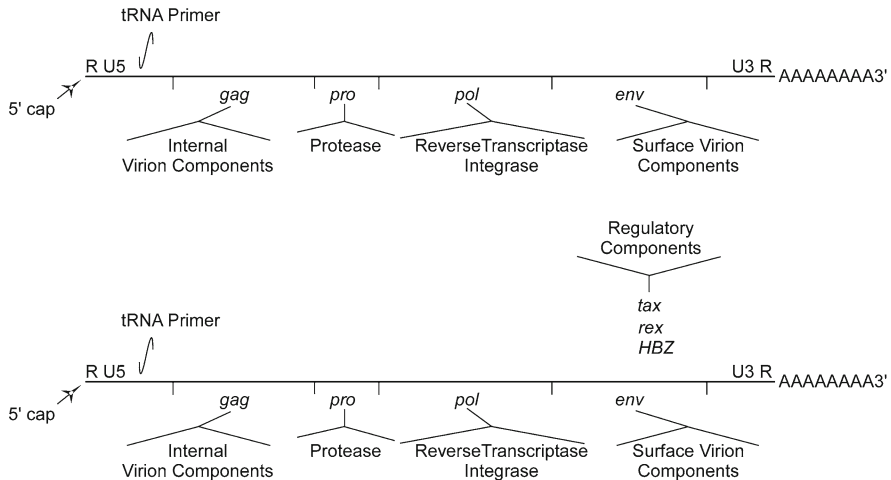 tRNA Primer
R U5
U3 R
AAAAAAAA3'
5' cap
gag
pro
pol
env
Internal
Virion Components
Protease
ReverseTranscriptase
Integrase
Surface Virion
Components
Regulatory
Components
tax
rex
HBZ
tRNA Primer
R U5
U3 R
AAAAAAAA3'
5' cap
gag
pro
pol
env
Internal
Virion Components
Protease
ReverseTranscriptase
Integrase
Surface Virion
Components